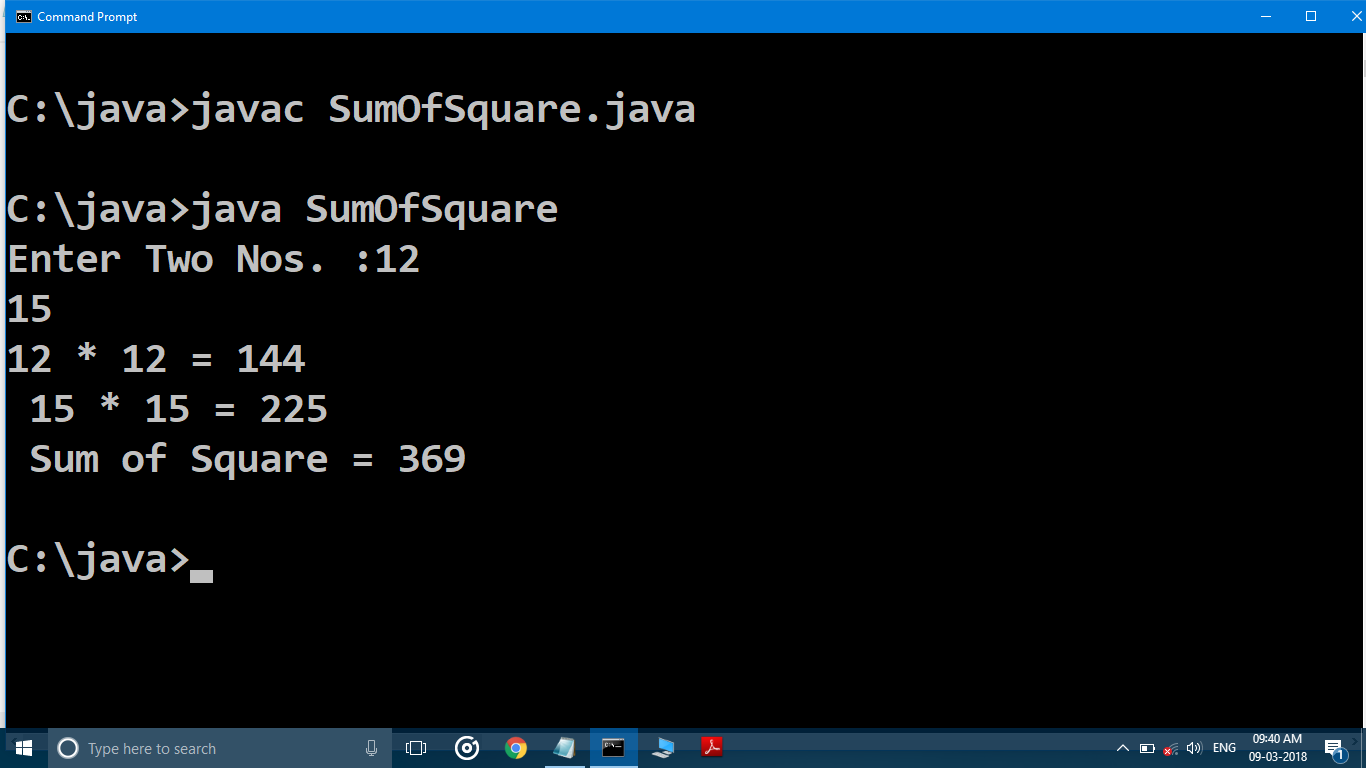 Command Prompt
C:\java>javac SumOfSquare.java
C:\java>java SumOfSquare
Enter Two Nos. :12
15
12 * 12 = 144
 15 * 15 = 225
 Sum of Square = 369
C:\java>
Type here to search
ENG
09:40 AM
09-03-2018
1